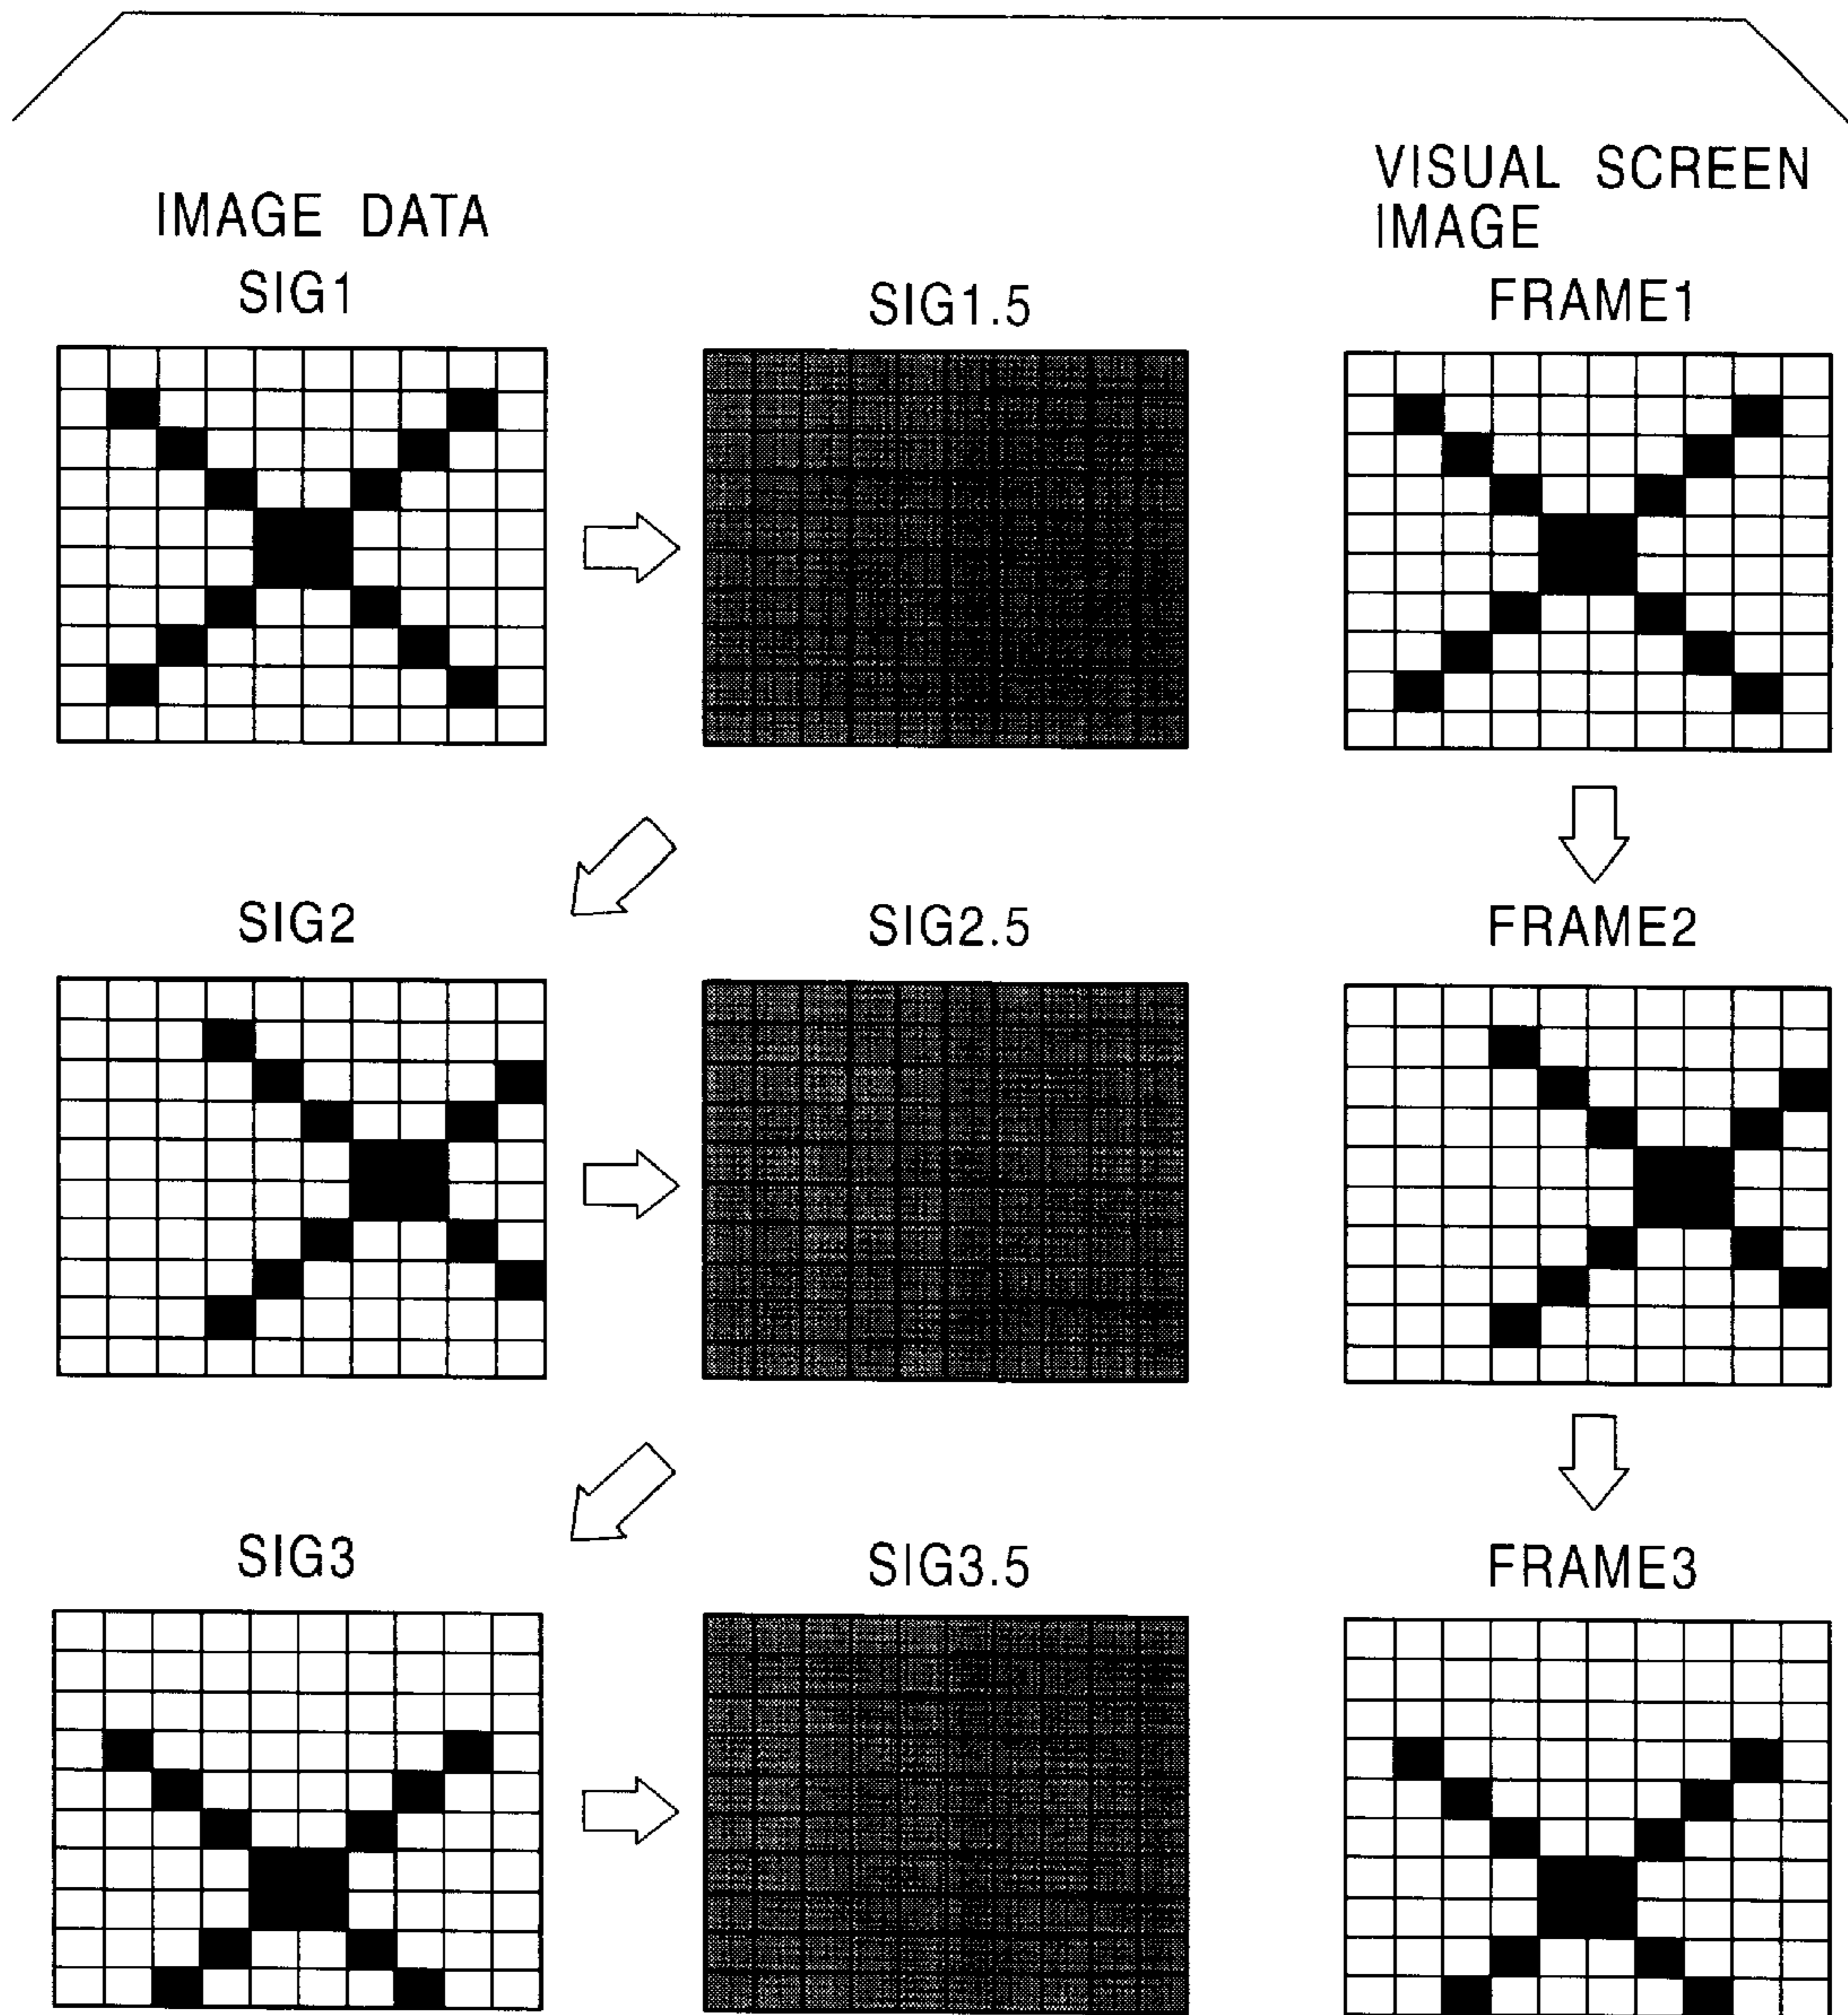 IMAGE DATA
VISUAL SCREEN
IMAGE
SIG1
SIG1.5
FRAME1
SIG2
SIG2.5
FRAME2
SIG3
SIG3.5
FRAME3